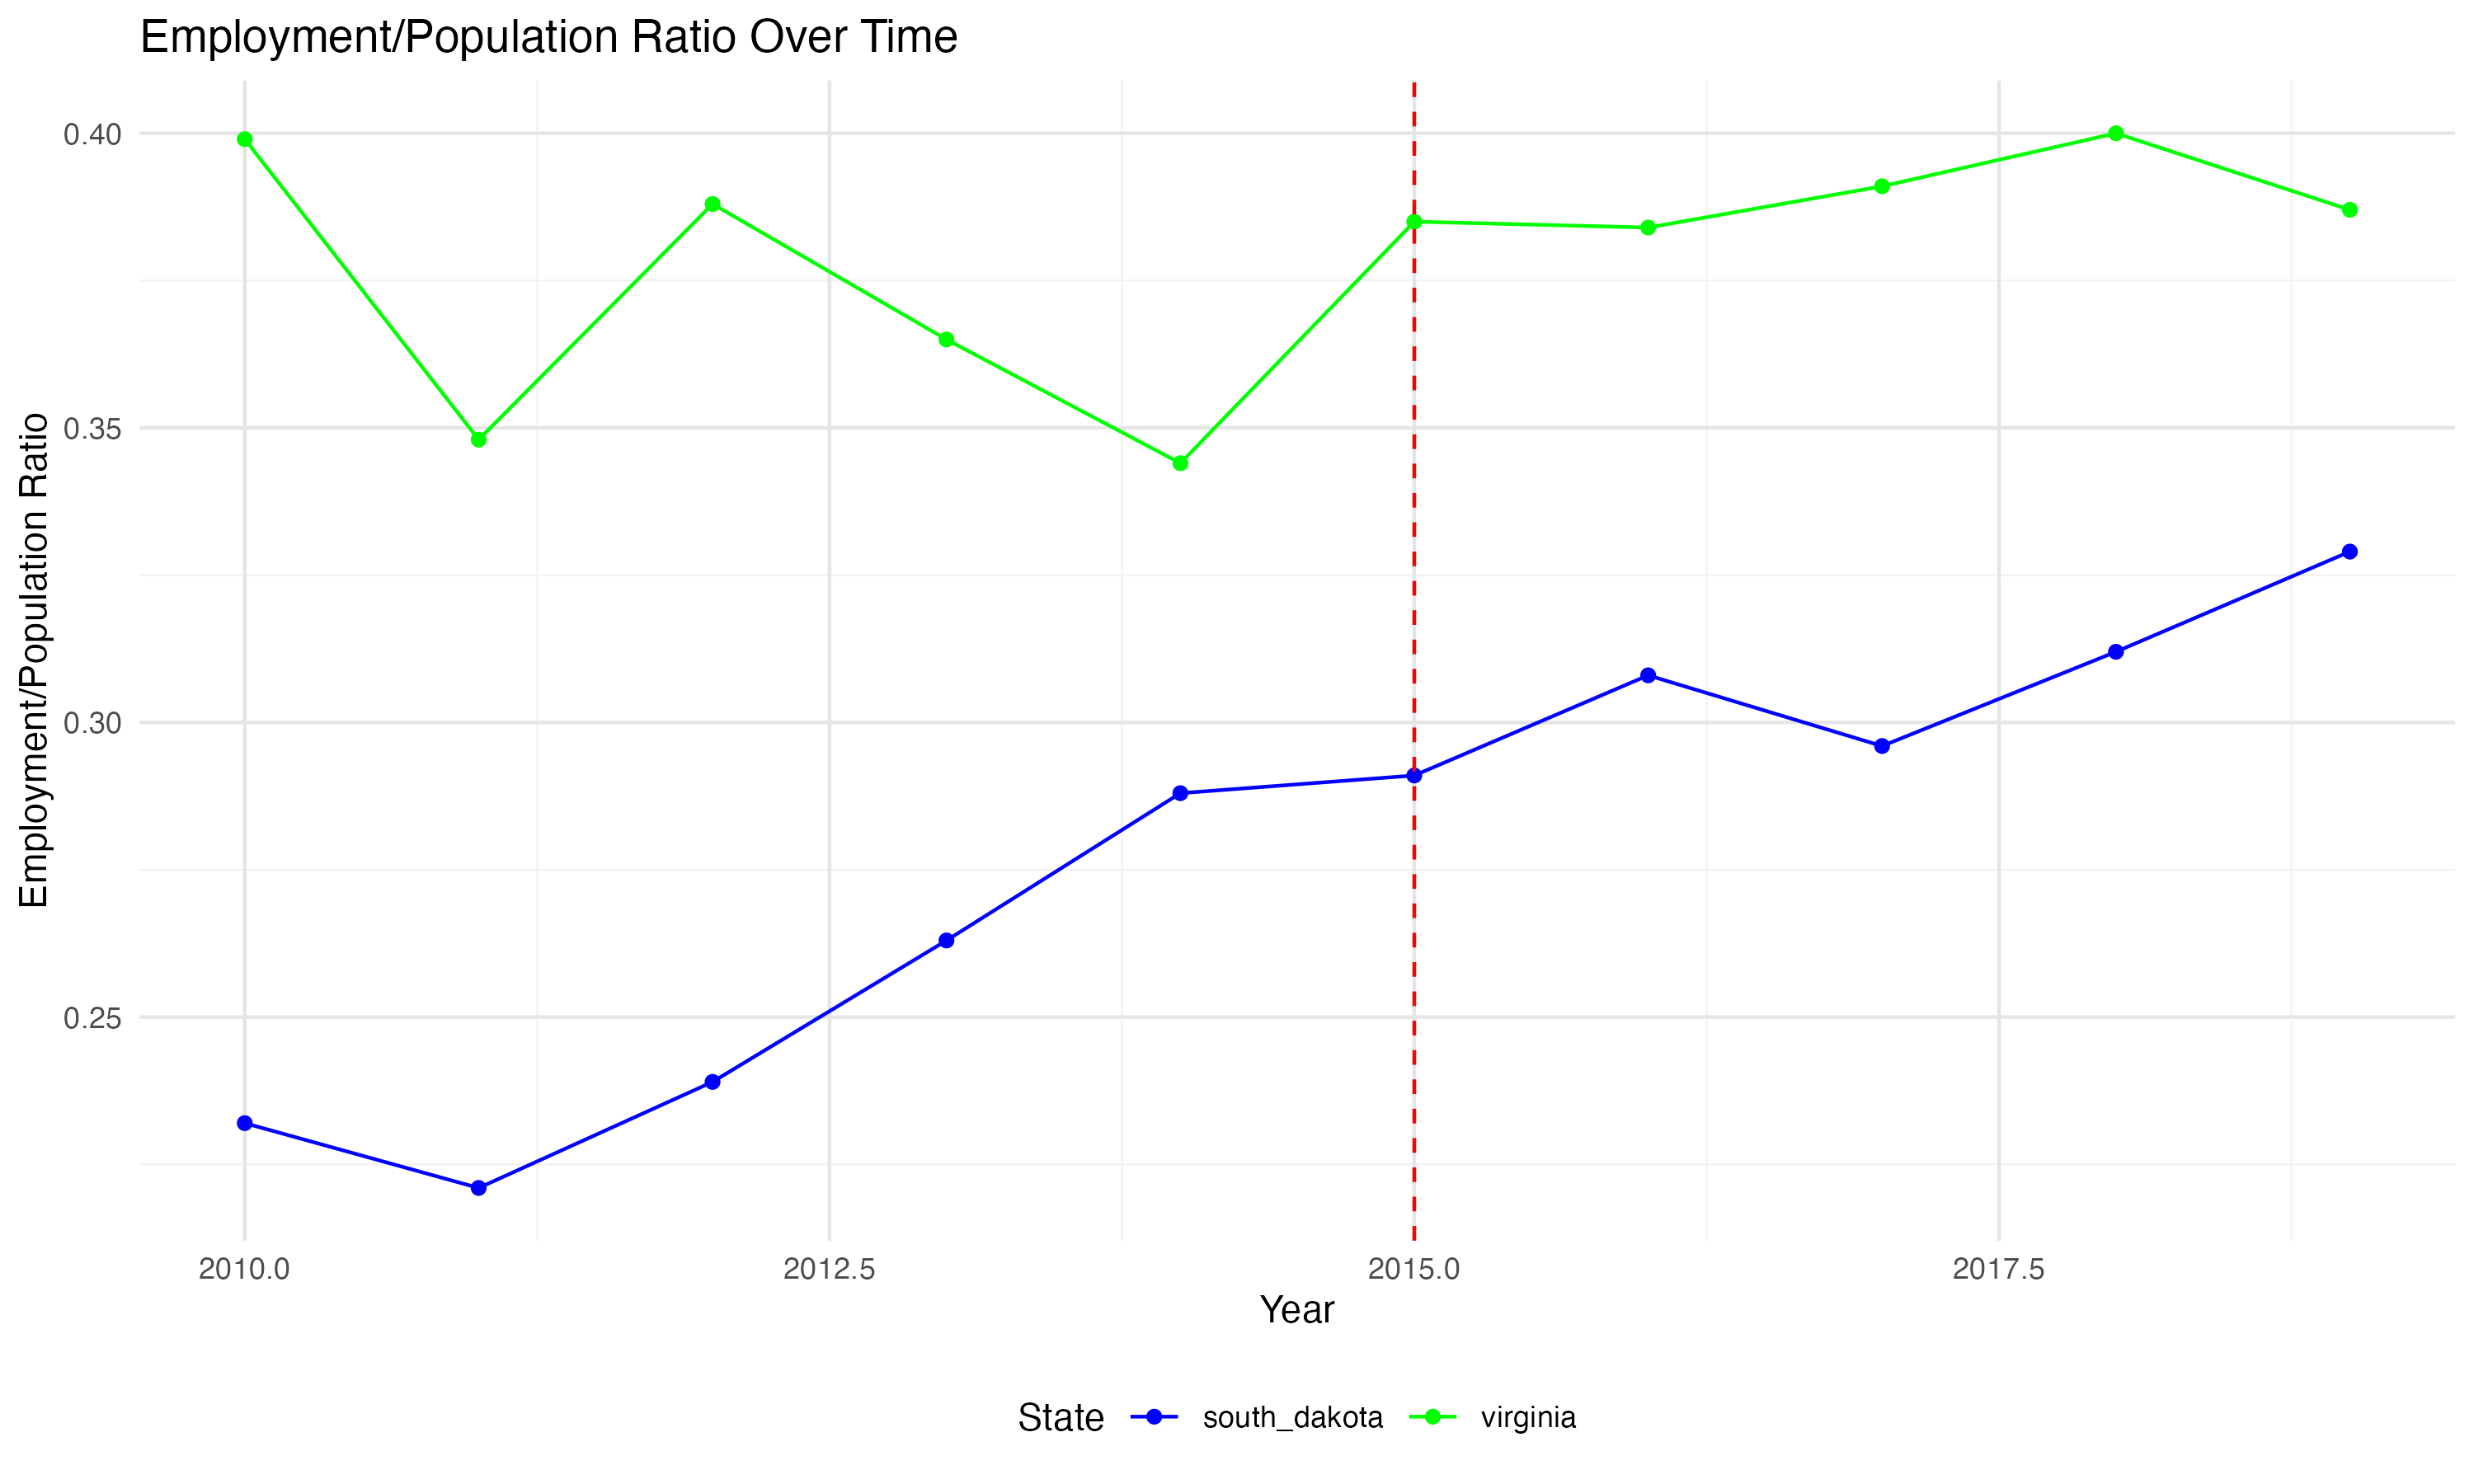 Employment/Population Ratio Over Time
Employment/Population Ratio
0.40
0.35
0.30
0.25
2010.0 2012.5 2015.0 2017.5
Year
State south_dakota virginia